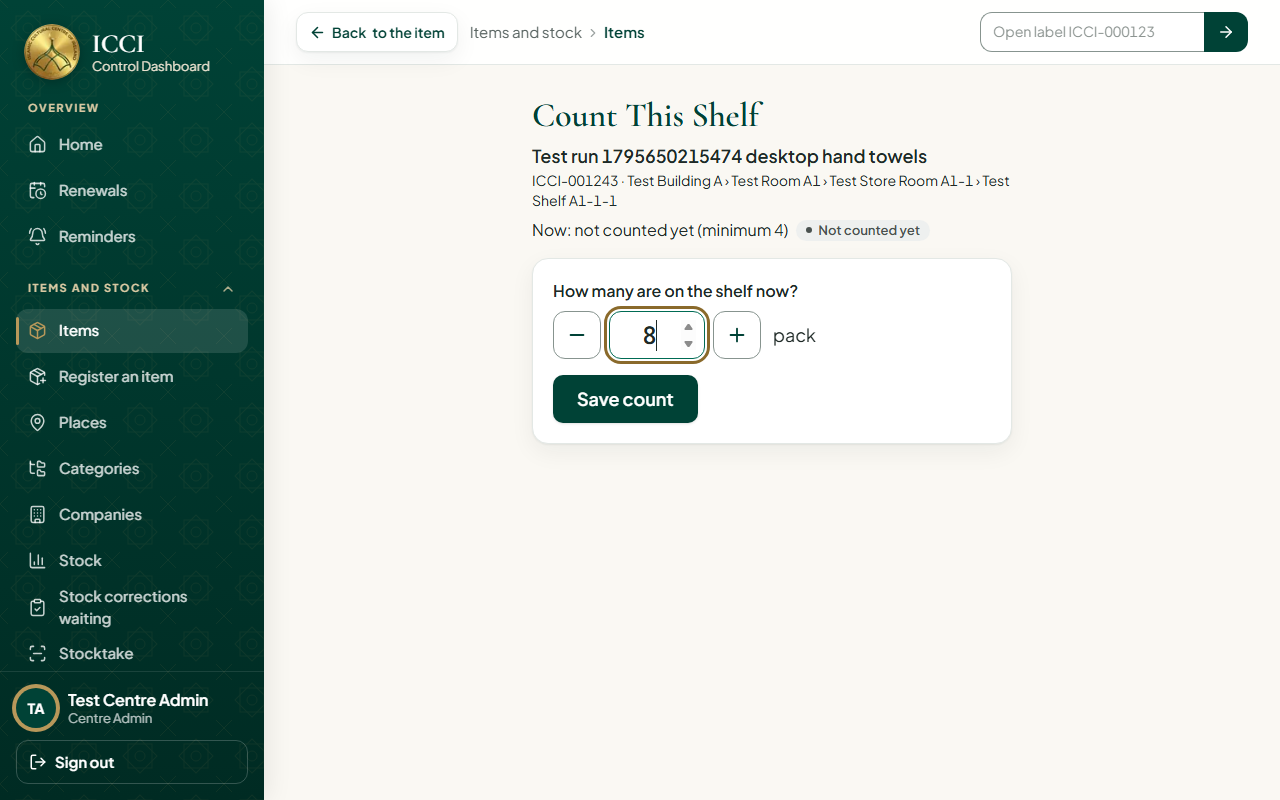 ICCI
Control Dashboard
OVERVIEW
Home
Renewals
Reminders
ITEMS AND STOCK
Items
Register an item
Places
Categories
Companies
Stock
Stock corrections
waiting
Stocktake
TA
Test Centre Admin
Centre Admin
Sign out
Back to the item
Items and stock › Items
Open label ICCI-000123
Count This Shelf
Test run 1795650215474 desktop hand towels
ICCI-001243 · Test Building A › Test Room A1 › Test Store Room A1-1 › Test
Shelf A1-1-1
Now: not counted yet (minimum 4)
Not counted yet
How many are on the shelf now?
8
pack
Save count